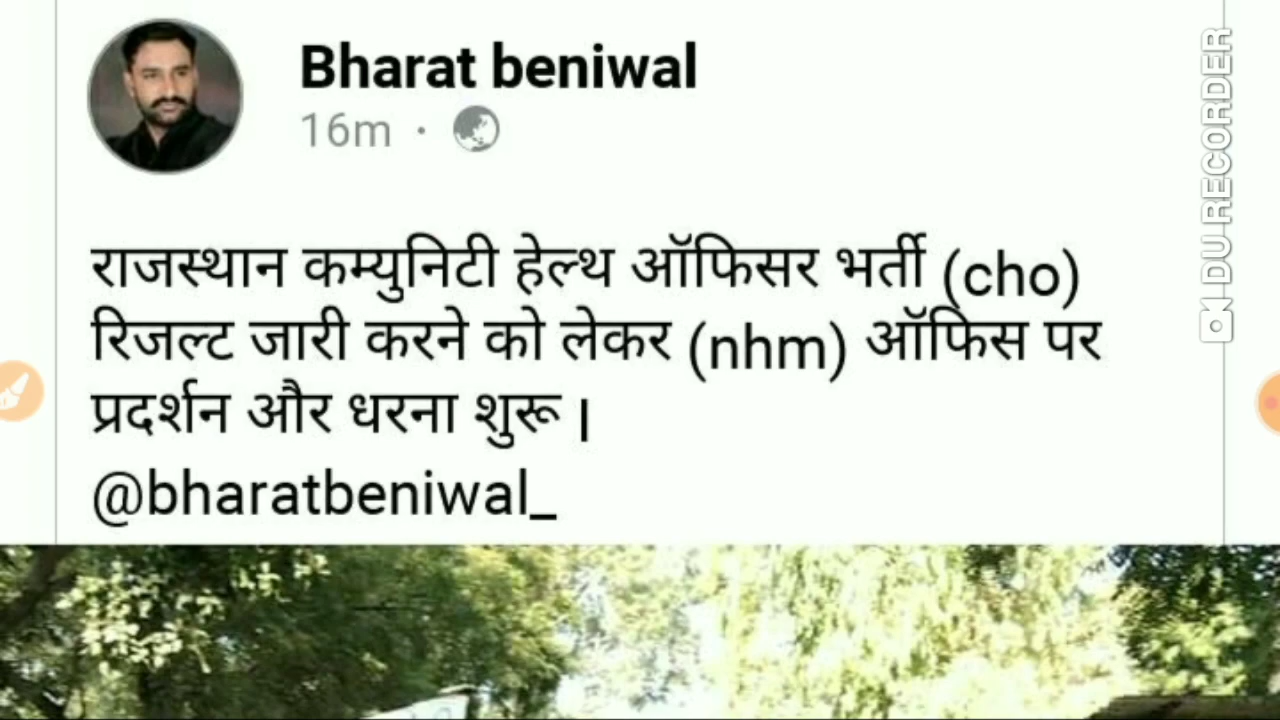 Bharat beniwal
16m ·
राजस्थान कम्युनिटी हेल्थ ऑफिसर भर्ती (cho)
रिजल्ट जारी करने को लेकर (nhm) ऑफिस पर
प्रदर्शन और धरना शुरू |
@bharatbeniwal_
DU RECORDER